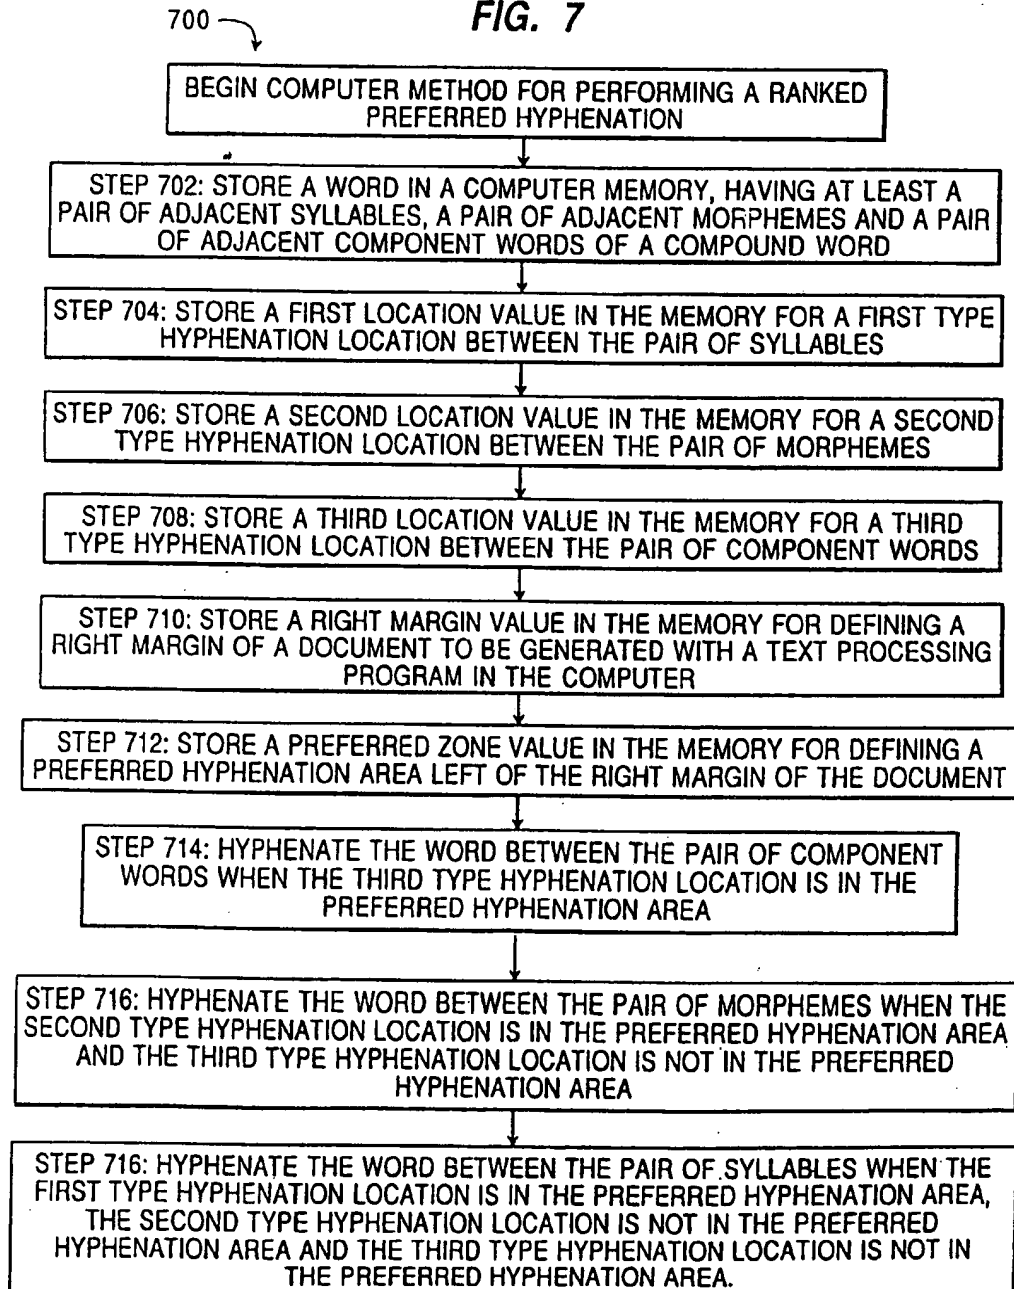 FIG. 7
700
BEGIN COMPUTER METHOD FOR PERFORMING A RANKED
PREFERRED HYPHENATION
STEP 702: STORE A WORD IN A COMPUTER MEMORY, HAVING AT LEAST A
PAIR OF ADJACENT SYLLABLES, A PAIR OF ADJACENT MORPHEMES AND A PAIR
OF ADJACENT COMPONENT WORDS OF A COMPOUND WORD
STEP 704: STORE A FIRST LOCATION VALUE IN THE MEMORY FOR A FIRST TYPE
HYPHENATION LOCATION BETWEEN THE PAIR OF SYLLABLES
STEP 706: STORE A SECOND LOCATION VALUE IN THE MEMORY FOR A SECOND
TYPE HYPHENATION LOCATION BETWEEN THE PAIR OF MORPHEMES
STEP 708: STORE A THIRD LOCATION VALUE IN THE MEMORY FOR A THIRD
TYPE HYPHENATION LOCATION BETWEEN THE PAIR OF COMPONENT WORDS
STEP 710: STORE A RIGHT MARGIN VALUE IN THE MEMORY FOR DEFINING A
RIGHT MARGIN OF A DOCUMENT TO BE GENERATED WITH A TEXT PROCESSING
PROGRAM IN THE COMPUTER
STEP 712: STORE A PREFERRED ZONE VALUE IN THE MEMORY FOR DEFINING A
PREFERRED HYPHENATION AREA LEFT OF THE RIGHT MARGIN OF THE DOCUMENT
STEP 714: HYPHENATE THE WORD BETWEEN THE PAIR OF COMPONENT
WORDS WHEN THE THIRD TYPE HYPHENATION LOCATION IS IN THE
PREFERRED HYPHENATION AREA
STEP 716: HYPHENATE THE WORD BETWEEN THE PAIR OF MORPHEMES WHEN THE
SECOND TYPE HYPHENATION LOCATION IS IN THE PREFERRED HYPHENATION AREA
AND THE THIRD TYPE HYPHENATION LOCATION IS NOT IN THE PREFERRED
HYPHENATION AREA
STEP 716: HYPHENATE THE WORD BETWEEN THE PAIR OF SYLLABLES WHEN THE
FIRST TYPE HYPHENATION LOCATION IS IN THE PREFERRED HYPHENATION AREA,
THE SECOND TYPE HYPHENATION LOCATION IS NOT IN THE PREFERRED
HYPHENATION AREA AND THE THIRD TYPE HYPHENATION LOCATION IS NOT IN
THE PREFERRED HYPHENATION AREA.